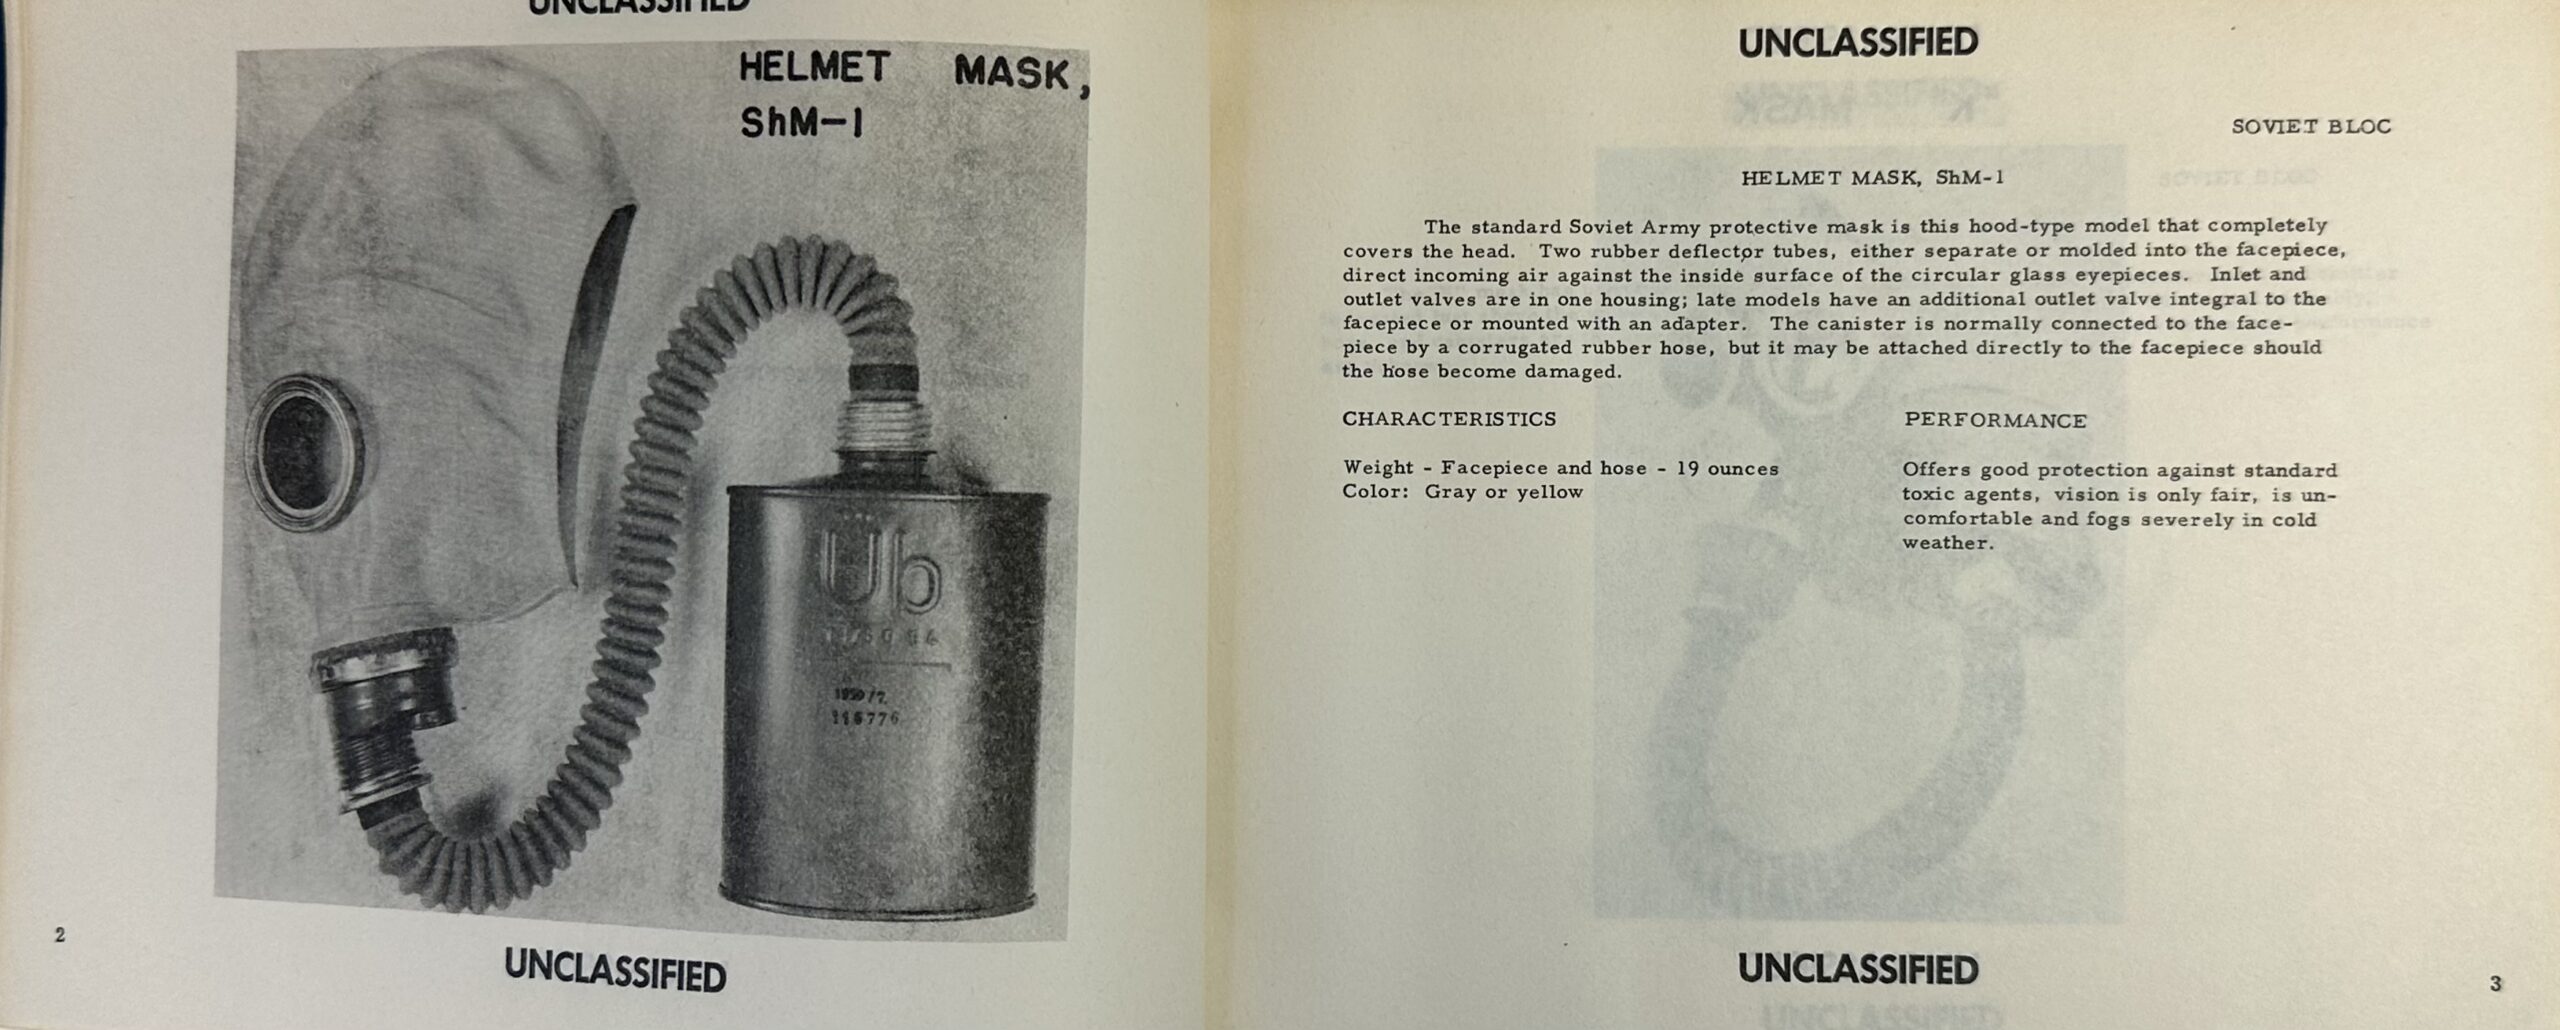 UNCLASSIFIED
HELMET MASK,
ShM-1
Ub
116776
2
UNCLASSIFIED
UNCLASSIFIED
SOVIET BLOC
HELMET MASK, ShM-1
The standard Soviet Army protective mask is this hood-type model that completely
covers the head. Two rubber deflector tubes, either separate or molded into the facepiece,
direct incoming air against the inside surface of the circular glass eyepieces. Inlet and
outlet valves are in one housing; late models have an additional outlet valve integral to the
facepiece or mounted with an adapter. The canister is normally connected to the face-
piece by a corrugated rubber hose, but it may be attached directly to the facepiece should
the hose become damaged.
CHARACTERISTICS
Weight - Facepiece and hose - 19 ounces
Color: Gray or yellow
PERFORMANCE
Offers good protection against standard
toxic agents, vision is only fair, is un-
comfortable and fogs severely in cold
weather.
UNCLASSIFIED
3